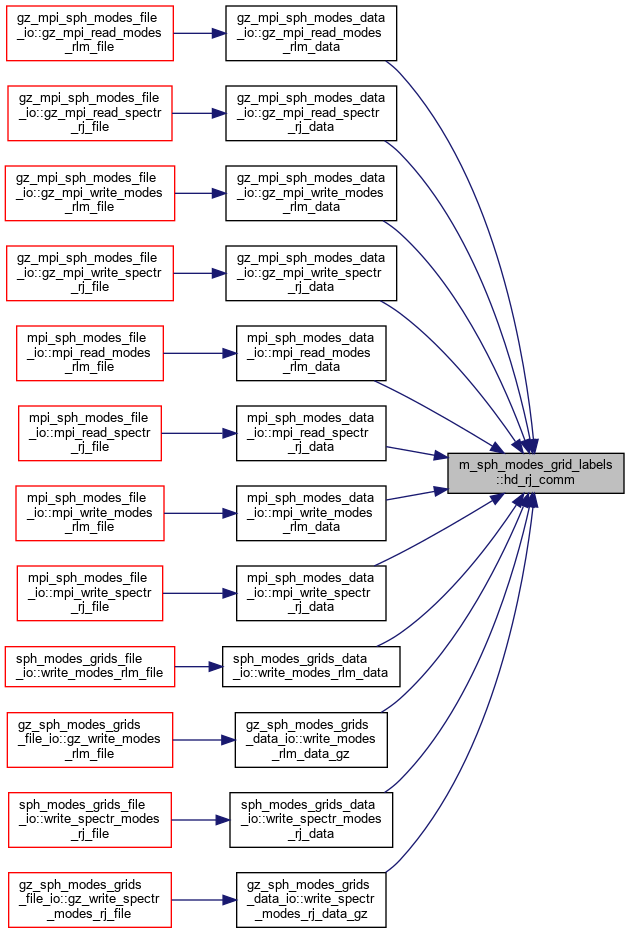 gz_mpi_sph_modes_file
_io::gz_mpi_read_modes
_rlm_file
gz_mpi_sph_modes_data
_io::gz_mpi_read_modes
_rlm_data
gz_mpi_sph_modes_file
_io::gz_mpi_read_spectr
_rj_file
gz_mpi_sph_modes_data
_io::gz_mpi_read_spectr
_rj_data
gz_mpi_sph_modes_file
_io::gz_mpi_write_modes
_rlm_file
gz_mpi_sph_modes_data
_io::gz_mpi_write_modes
_rlm_data
gz_mpi_sph_modes_file
_io::gz_mpi_write_spectr
_rj_file
gz_mpi_sph_modes_data
_io::gz_mpi_write_spectr
_rj_data
mpi_sph_modes_file
_io::mpi_read_modes
_rlm_file
mpi_sph_modes_data
_io::mpi_read_modes
_rlm_data
mpi_sph_modes_file
_io::mpi_read_spectr
_rj_file
mpi_sph_modes_data
_io::mpi_read_spectr
_rj_data
m_sph_modes_grid_labels
::hd_rj_comm
mpi_sph_modes_file
_io::mpi_write_modes
_rlm_file
mpi_sph_modes_data
_io::mpi_write_modes
_rlm_data
mpi_sph_modes_file
_io::mpi_write_spectr
_rj_file
mpi_sph_modes_data
_io::mpi_write_spectr
_rj_data
sph_modes_grids_file
_io::write_modes_rlm_file
sph_modes_grids_data
_io::write_modes_rlm_data
gz_sph_modes_grids
_file_io::gz_write_modes
_rlm_file
gz_sph_modes_grids
_data_io::write_modes
_rlm_data_gz
sph_modes_grids_file
_io::write_spectr_modes
_rj_file
sph_modes_grids_data
_io::write_spectr_modes
_rj_data
gz_sph_modes_grids
_file_io::gz_write_spectr
_modes_rj_file
gz_sph_modes_grids
_data_io::write_spectr
_modes_rj_data_gz